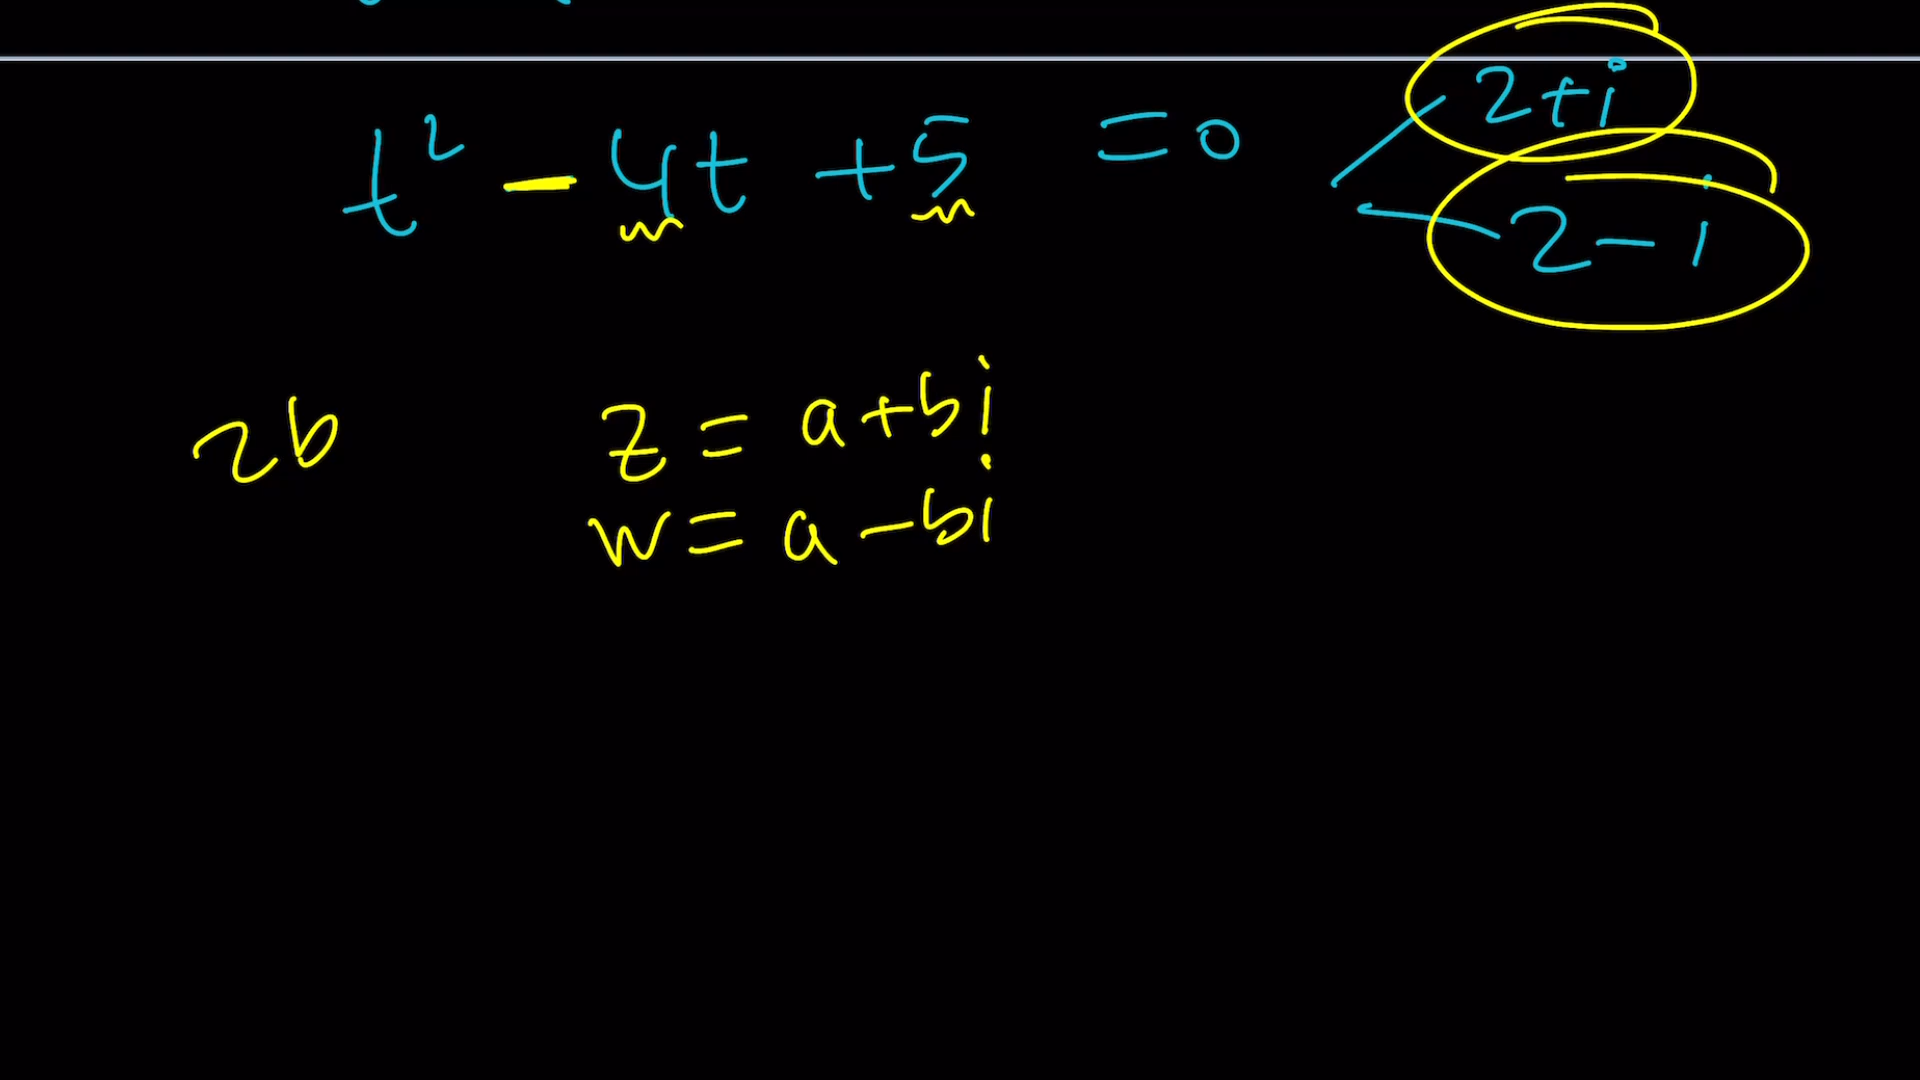 t² - 4t + 5 = 0
2+i
2-i
2b
z = a+bi
w = a-bi